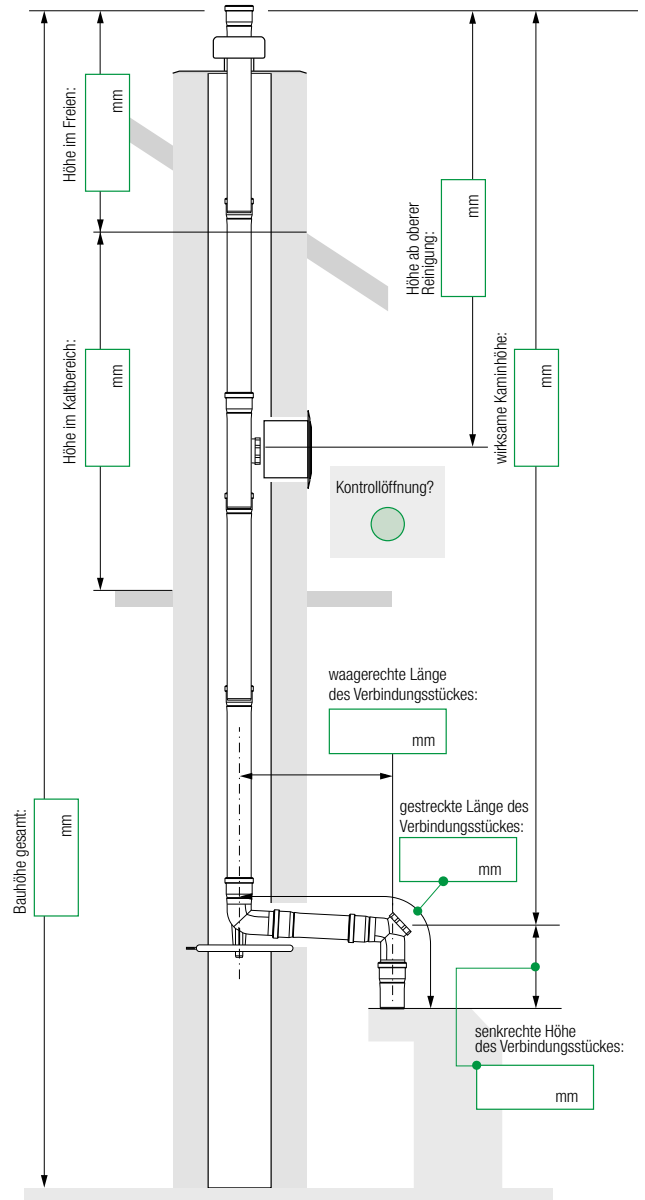 Höhe im Freien:
mm
Höhe ab oberer
Reinigung:
mm
wirksame Kaminhöhe:
mm
Höhe im Kaltbereich:
mm
Kontrollöffnung?
waagerechte Länge
des Verbindungsstückes:
mm
gestreckte Länge des
Verbindungsstückes:
mm
Bauhöhe gesamt:
mm
senkrechte Höhe
des Verbindungsstückes:
mm